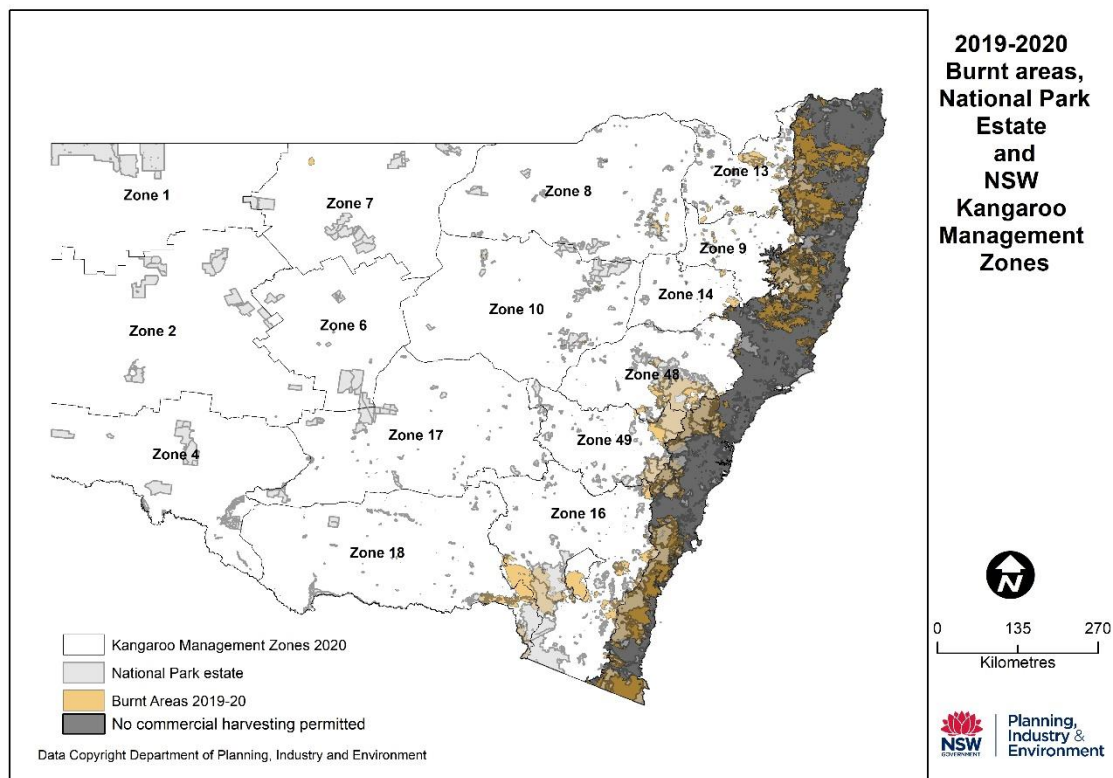 2019-2020
Burnt areas,
National Park
Estate
and
NSW
Kangaroo
Management
Zones
Zone 1
Zone 7
Zone 8
Zone 13
Zone 9
Zone 2
Zone 6
Zone 10
Zone 14
Zone 48
Zone 4
Zone 17
Zone 49
Zone 16
Zone 18
Kangaroo Management Zones 2020
National Park estate
Burnt Areas 2019-20
No commercial harvesting permitted
Data Copyright Department of Planning, Industry and Environment
N
0 135 270
Kilometres
NSW
GOVERNMENT
Planning,
Industry &
Environment